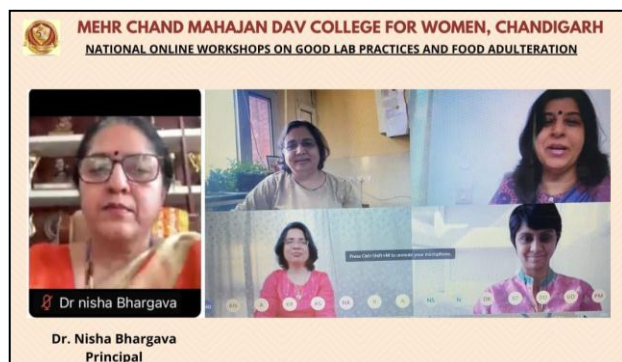 MEHR CHAND MAHAJAN DAV COLLEGE FOR WOMEN, CHANDIGARH
NATIONAL ONLINE WORKSHOPS ON GOOD LAB PRACTICES AND FOOD ADULTERATION
Dr nisha Bhargava
Dr. Nisha Bhargava
Principal